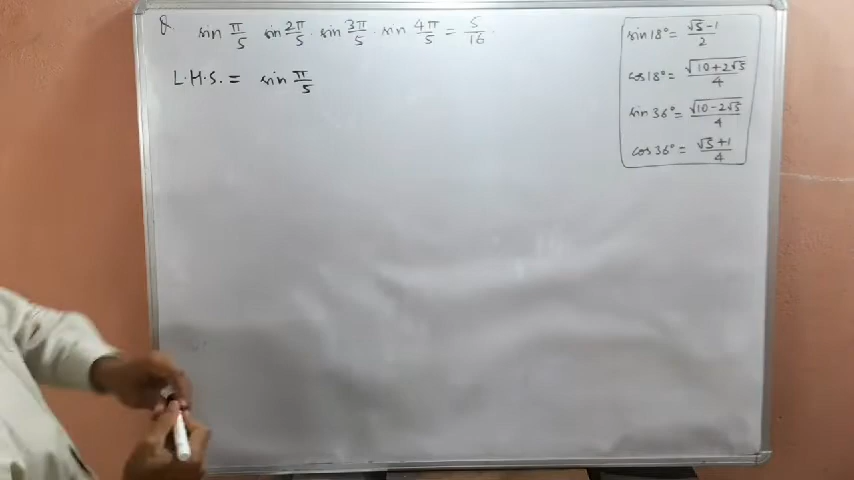 Q. sin π/5 sin 2π/5 . sin 3π/5 . sin 4π/5 = 5/16.
L.H.S. = sin π/5
sin 18° = √5-1/2
cos 18° = √10+2√5/4
sin 36° = √10-2√5/4
cos 36° = √5+1/4